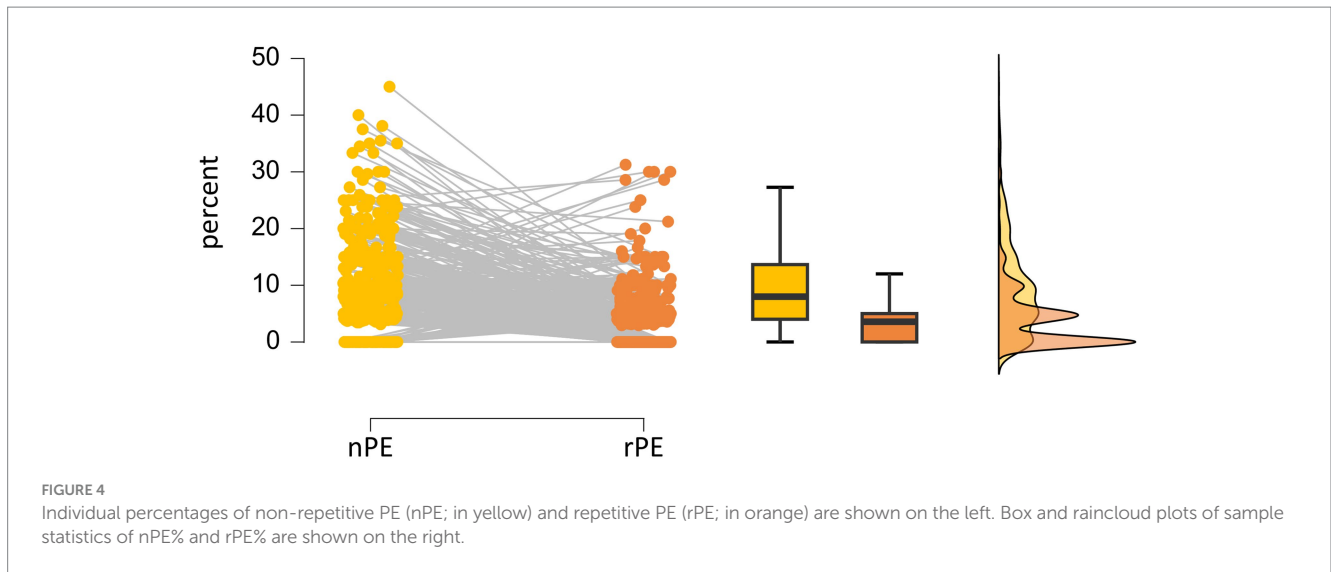 50
40
30
20
10
0
percent
nPE
rPE
FIGURE 4
Individual percentages of non-repetitive PE (nPE; in yellow) and repetitive PE (rPE; in orange) are shown on the left. Box and raincloud plots of sample
statistics of nPE% and rPE% are shown on the right.